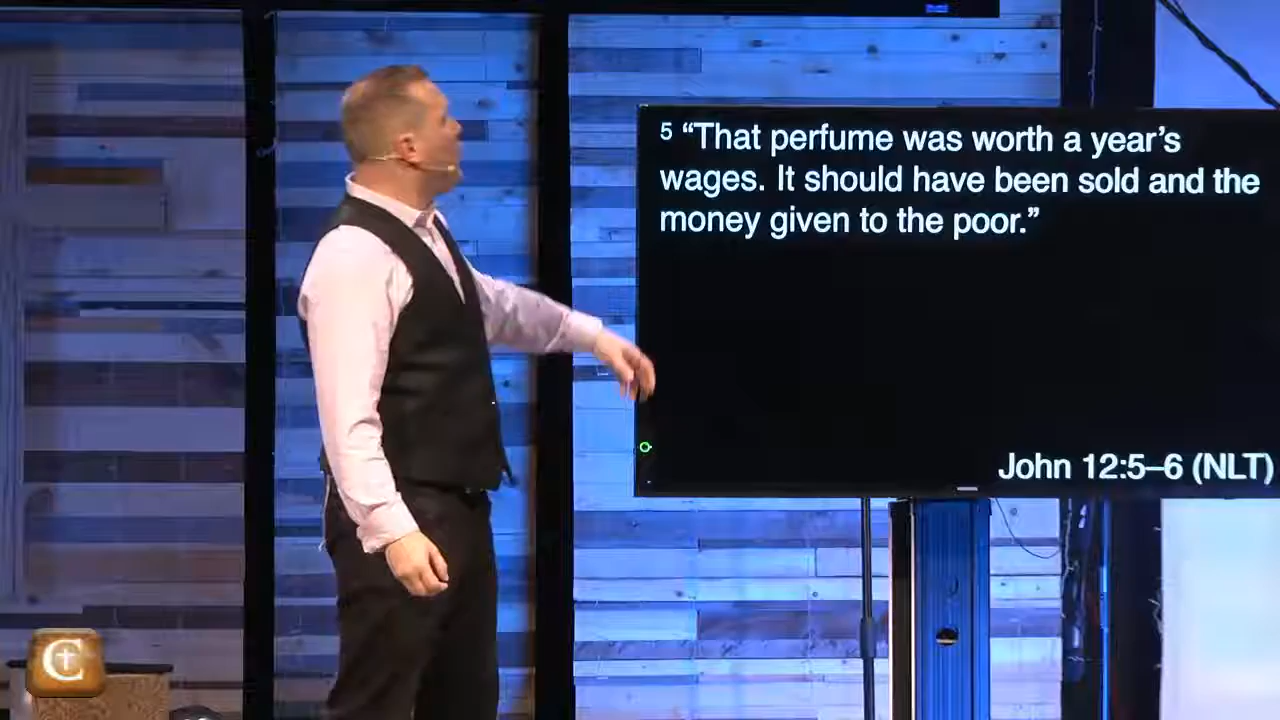 5 “That perfume was worth a year’s
wages. It should have been sold and the
money given to the poor.”
John 12:5–6 (NLT)
C